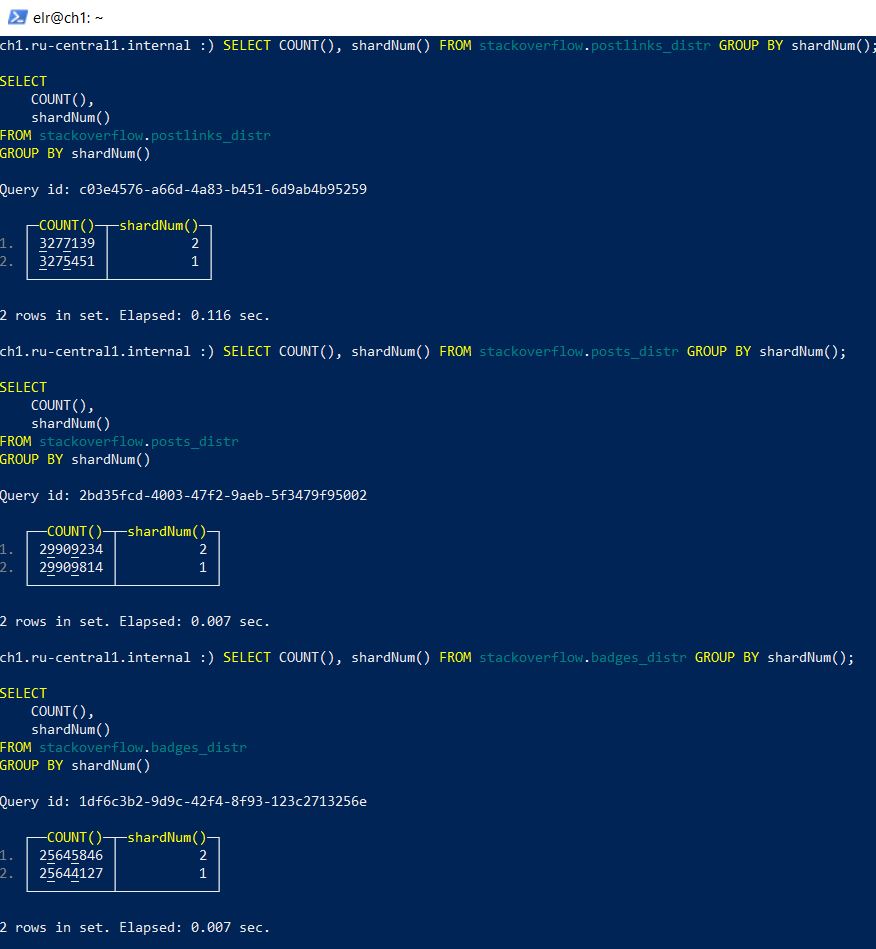 elr@ch1: ~
ch1.ru-central1.internal :) SELECT COUNT(), shardNum() FROM stackoverflow.postlinks_distr GROUP BY shardNum();
SELECT
COUNT(),
shardNum()
FROM stackoverflow.postlinks_distr
GROUP BY shardNum()
Query id: c03e4576-a66d-4a83-b451-6d9ab4b95259
COUNT() shardNum()
1. 3277139 2
2. 3275451 1
2 rows in set. Elapsed: 0.116 sec.
ch1.ru-central1.internal :) SELECT COUNT(), shardNum() FROM stackoverflow.posts_distr GROUP BY shardNum();
SELECT
COUNT(),
shardNum()
FROM stackoverflow.posts_distr
GROUP BY shardNum()
Query id: 2bd35fcd-4003-47f2-9aeb-5f3479f95002
COUNT() shardNum()
1. 29909234 2
2. 29909814 1
2 rows in set. Elapsed: 0.007 sec.
ch1.ru-central1.internal :) SELECT COUNT(), shardNum() FROM stackoverflow.badges_distr GROUP BY shardNum();
SELECT
COUNT(),
shardNum()
FROM stackoverflow.badges_distr
GROUP BY shardNum()
Query id: 1df6c3b2-9d9c-42f4-8f93-123c2713256e
COUNT() shardNum()
1. 25645846 2
2. 25644127 1
2 rows in set. Elapsed: 0.007 sec.